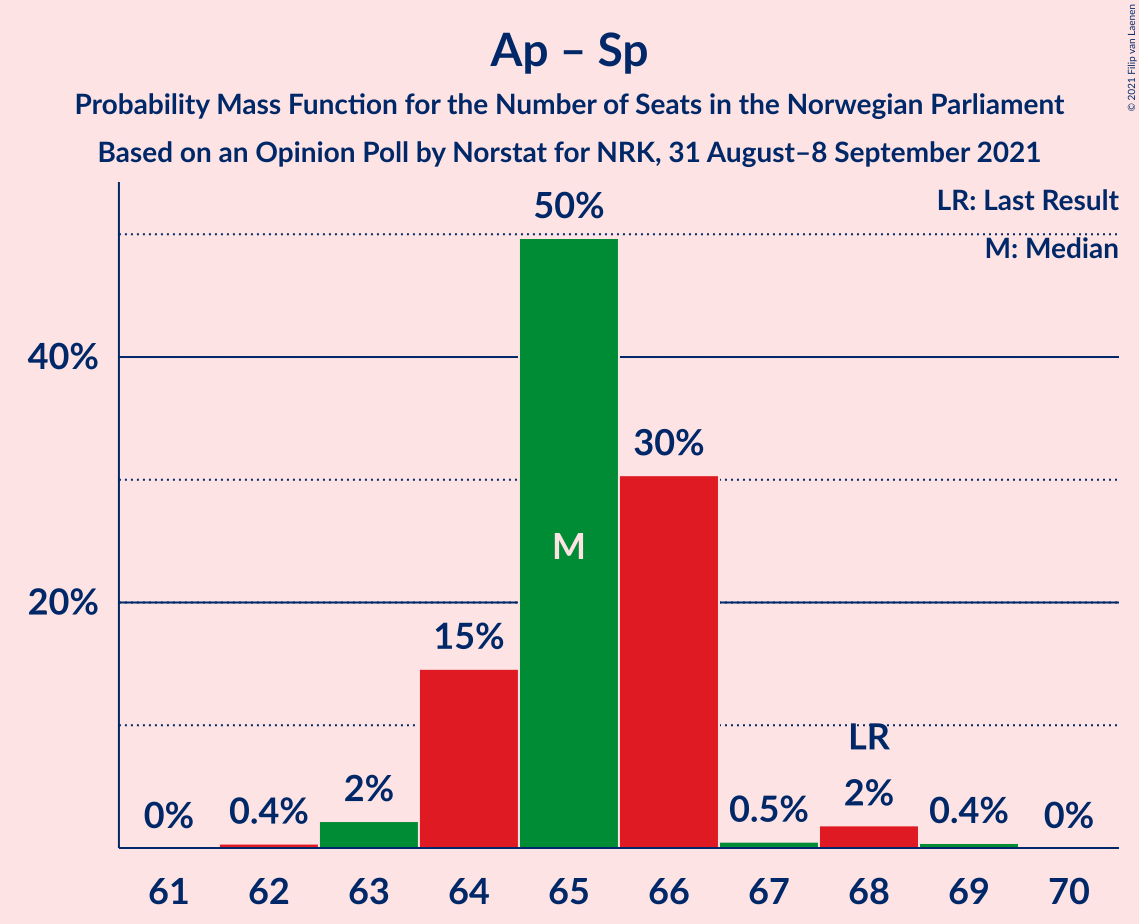 Ap – Sp
Probability Mass Function for the Number of Seats in the Norwegian Parliament
Based on an Opinion Poll by Norstat for NRK, 31 August–8 September 2021
© 2021 Filip van Laenen
LR: Last Result
M: Median
50%
40%
30%
M
20%
15%
LR
0%
0.4%
2%
0.5%
2%
0.4%
0%
61 62 63 64 65 66 67 68 69 70